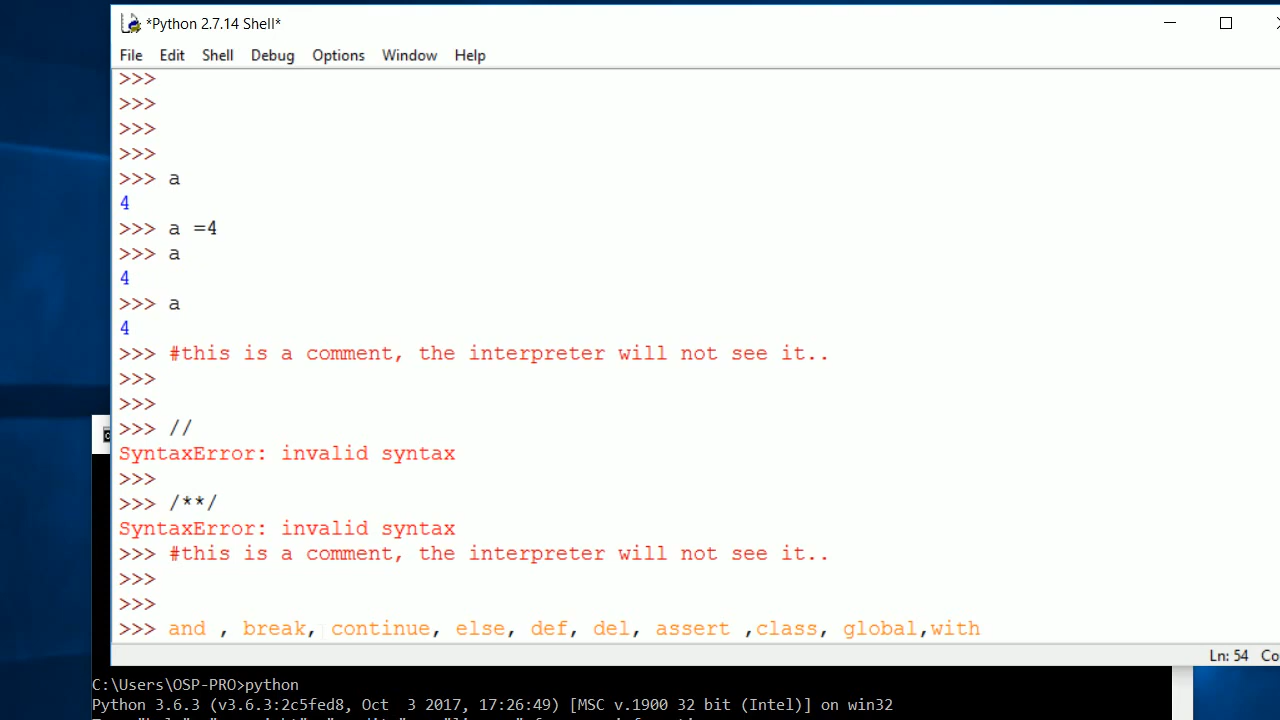 *Python 2.7.14 Shell*
File Edit Shell Debug Options Window Help
>>>
>>>
>>>
>>>
>>> a
4
>>> a =4
>>> a
4
>>> a
4
>>> #this is a comment, the interpreter will not see it..
>>>
>>>
>>> //
SyntaxError: invalid syntax
>>>
>>> /**/
SyntaxError: invalid syntax
>>> #this is a comment, the interpreter will not see it..
>>>
>>>
>>> and , break, continue, else, def, del, assert ,class, global,with
Ln: 54 Co
C:\Users\OSP-PRO>python
Python 3.6.3 (v3.6.3:2c5fed8, Oct  3 2017, 17:26:49) [MSC v.1900 32 bit (Intel)] on win32